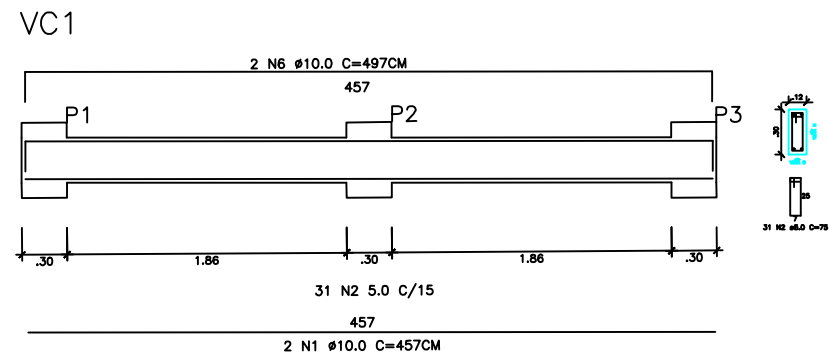 VC1
2 N6 ø10.0 C=497CM
457
P1
P2
P3
.12
.30
25
31 N2 ø5.0 C=75
.30
1.86
.30
1.86
.30
31 N2 5.0 C/15
457
2 N1 ø10.0 C=457CM